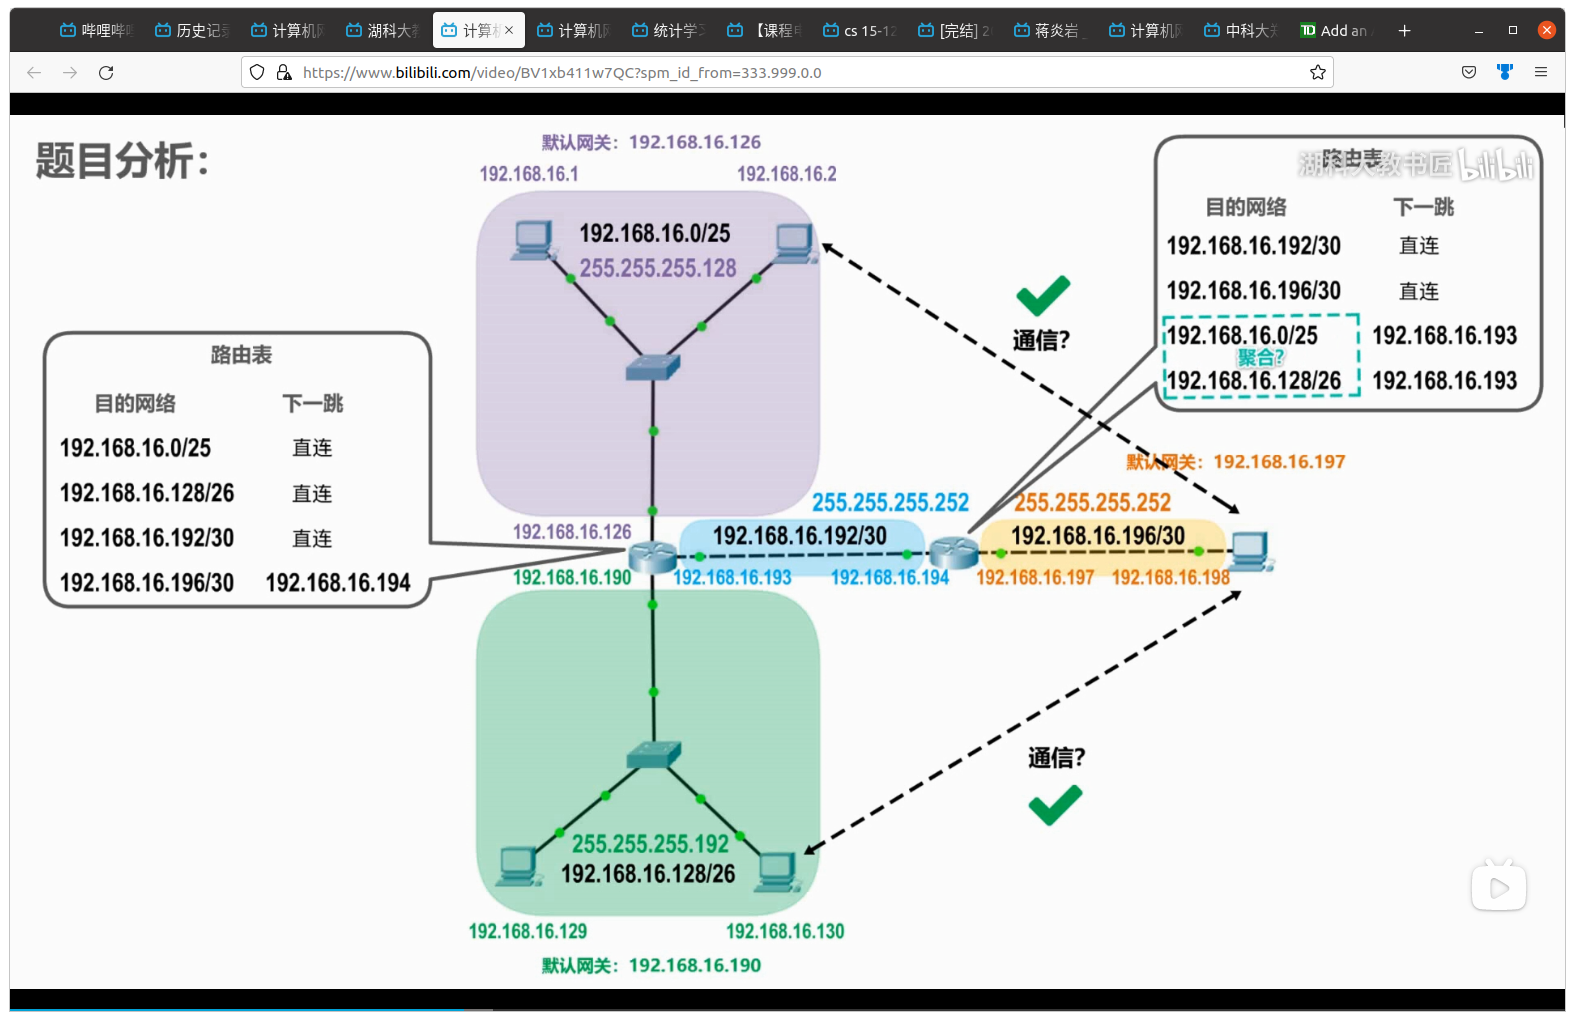 哔哩哔哩
历史记录
计算机网
湖科大教
计算机
计算机网
统计学习
【课程
cs 15-12
[完结] 2
蒋炎岩
计算机网
中科大
Add an
https://www.bilibili.com/video/BV1xb411w7QC?spm_id_from=333.999.0.0
题目分析：
默认网关：192.168.16.126
192.168.16.1
192.168.16.2
192.168.16.0/25
255.255.255.128
通信?
路由表
湖科大教书匠 bilibili
目的网络 下一跳
192.168.16.192/30 直连
192.168.16.196/30 直连
192.168.16.0/25 192.168.16.193
聚合?
192.168.16.128/26 192.168.16.193
路由表
目的网络 下一跳
192.168.16.0/25 直连
192.168.16.128/26 直连
192.168.16.192/30 直连
192.168.16.196/30 192.168.16.194
默认网关：192.168.16.197
255.255.255.252
255.255.255.252
192.168.16.126
192.168.16.192/30
192.168.16.196/30
192.168.16.190
192.168.16.193
192.168.16.194
192.168.16.197
192.168.16.198
通信?
255.255.255.192
192.168.16.128/26
192.168.16.129
192.168.16.130
默认网关：192.168.16.190